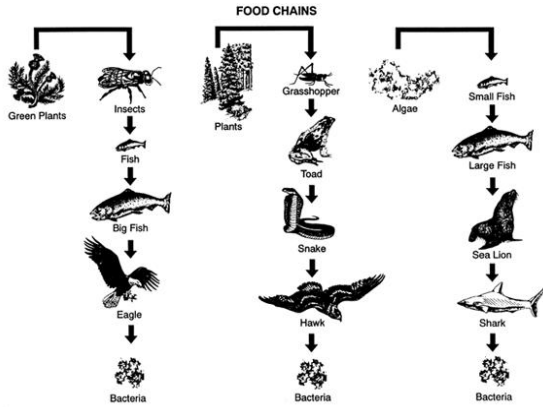 FOOD CHAINS
Green Plants
Insects
Fish
Big Fish
Eagle
Bacteria
Plants
Grasshopper
Toad
Snake
Hawk
Bacteria
Algae
Small Fish
Large Fish
Sea Lion
Shark
Bacteria